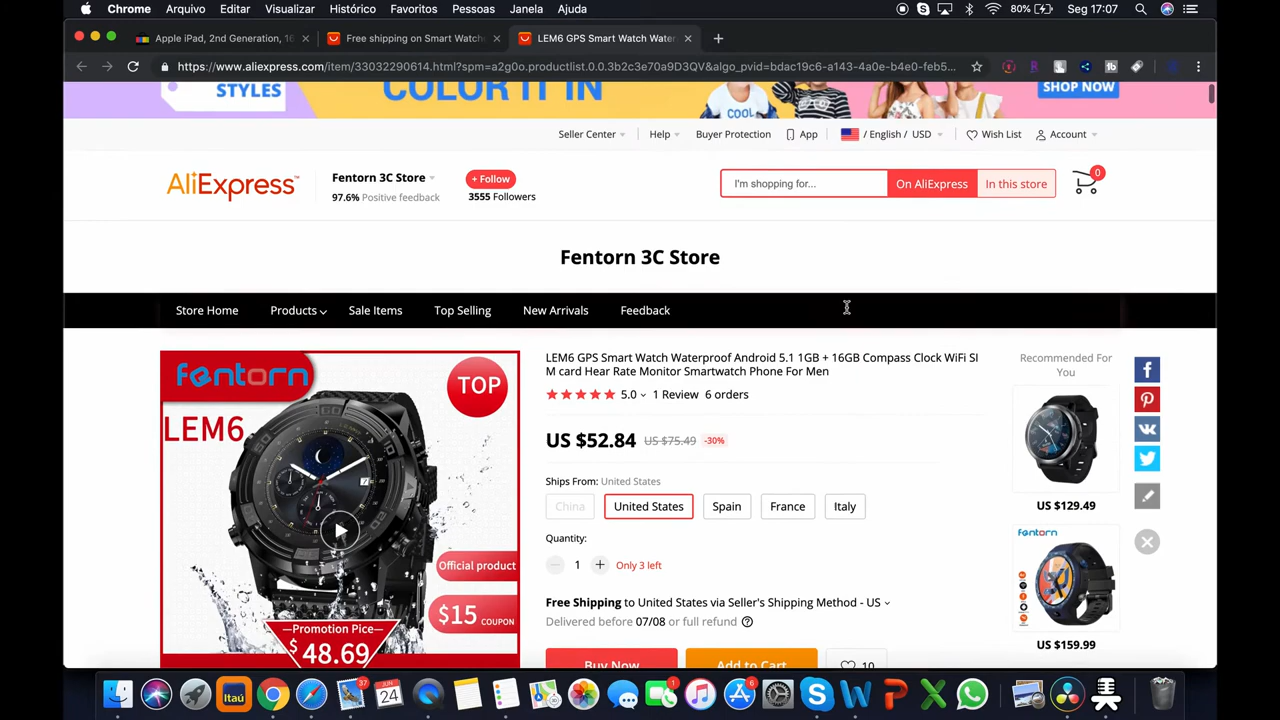 Chrome Arquivo Editar Visualizar Histórico Favoritos Pessoas Janela Ajuda 80% Seg 17:07
Apple iPad, 2nd Generation, 16 Free shipping on Smart Watch LEM6 GPS Smart Watch Water
https://www.aliexpress.com/item/33032290614.html?spm=a2g0o.productlist.0.0.3b2c3e70a9D3QV&algo_pvid=bdac19c6-a143-4a0e-b4e0-feb5...
STYLES COLOR IT IN COOL SHOP NOW
Seller Center Help Buyer Protection App / English / USD Wish List Account
AliExpress™
Fentorn 3C Store
97.6% Positive feedback
+ Follow
3555 Followers
I'm shopping for... On AliExpress In this store 0
Fentorn 3C Store
Store Home Products Sale Items Top Selling New Arrivals Feedback
fentorn
TOP
LEM6
Official product
$15 COUPON
Promotion Pice
$48.69
LEM6 GPS Smart Watch Waterproof Android 5.1 1GB + 16GB Compass Clock WiFi SI
M card Hear Rate Monitor Smartwatch Phone For Men
5.0 1 Review 6 orders
US $52.84 US $75.49 -30%
Ships From: United States
China United States Spain France Italy
Quantity:
1 + Only 3 left
Free Shipping to United States via Seller's Shipping Method - US
Delivered before 07/08 or full refund
Buy Now Add to Cart 10
Recommended For
You
US $129.49
fentorn
US $159.99
Itaú 37 JUN 24 1 6